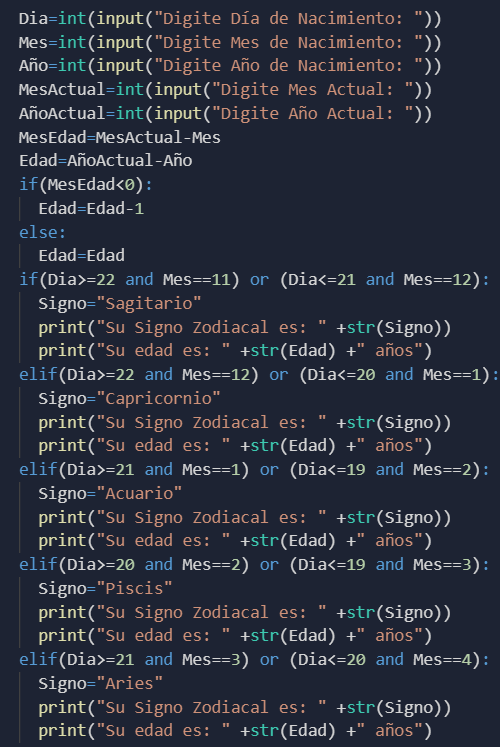 Dia=int(input("Digite Día de Nacimiento: "))
Mes=int(input("Digite Mes de Nacimiento: "))
Año=int(input("Digite Año de Nacimiento: "))
MesActual=int(input("Digite Mes Actual: "))
AñoActual=int(input("Digite Año Actual: "))
MesEdad=MesActual-Mes
Edad=AñoActual-Año
if(MesEdad<0):
  Edad=Edad-1
else:
  Edad=Edad
if(Dia>=22 and Mes==11) or (Dia<=21 and Mes==12):
  Signo="Sagitario"
  print("Su Signo Zodiacal es: " +str(Signo))
  print("Su edad es: " +str(Edad) +" años")
elif(Dia>=22 and Mes==12) or (Dia<=20 and Mes==1):
  Signo="Capricornio"
  print("Su Signo Zodiacal es: " +str(Signo))
  print("Su edad es: " +str(Edad) +" años")
elif(Dia>=21 and Mes==1) or (Dia<=19 and Mes==2):
  Signo="Acuario"
  print("Su Signo Zodiacal es: " +str(Signo))
  print("Su edad es: " +str(Edad) +" años")
elif(Dia>=20 and Mes==2) or (Dia<=19 and Mes==3):
  Signo="Piscis"
  print("Su Signo Zodiacal es: " +str(Signo))
  print("Su edad es: " +str(Edad) +" años")
elif(Dia>=21 and Mes==3) or (Dia<=20 and Mes==4):
  Signo="Aries"
  print("Su Signo Zodiacal es: " +str(Signo))
  print("Su edad es: " +str(Edad) +" años")